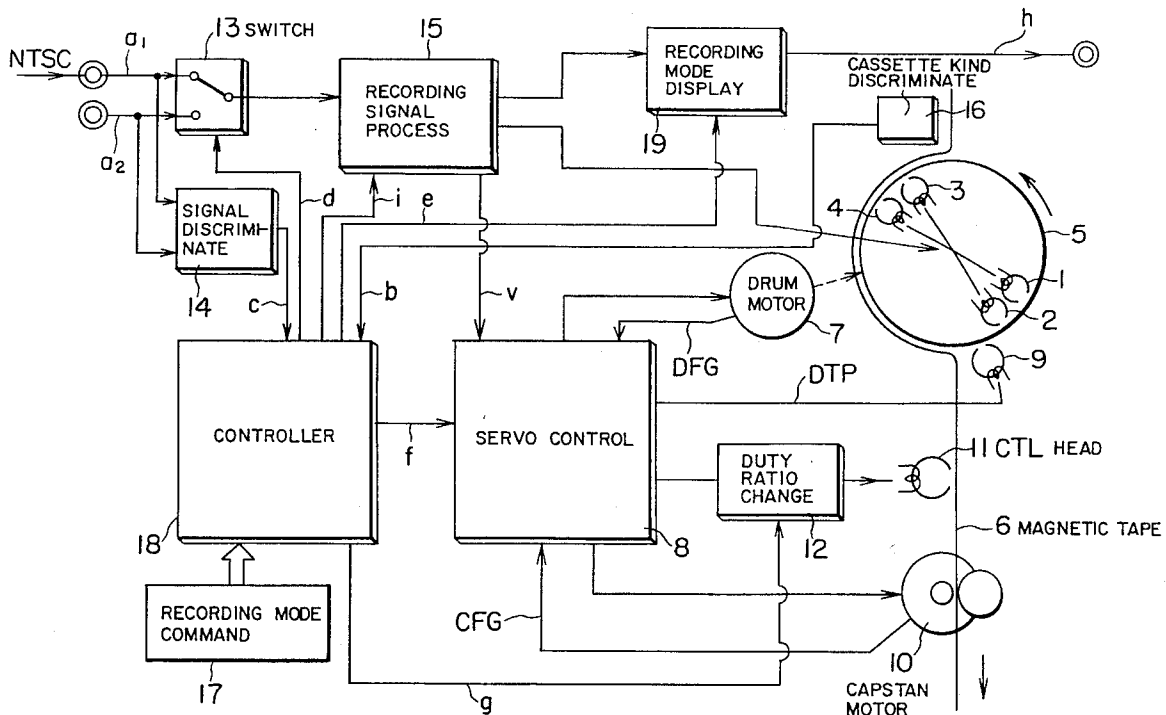 13 SWITCH
15
h
NTSC
a1
a2
RECORDING
SIGNAL
PROCESS
RECORDING
MODE
DISPLAY
19
CASSETTE KIND
DISCRIMINATE
16
SIGNAL
DISCRIMI-
NATE
14
d
i
e
c
b
v
DRUM
MOTOR
7
3
4
5
1
2
9
DFG
DTP
CONTROLLER
18
f
SERVO CONTROL
8
DUTY
RATIO
CHANGE
12
11 CTL HEAD
6 MAGNETIC TAPE
RECORDING MODE
COMMAND
17
CFG
g
10
CAPSTAN
MOTOR